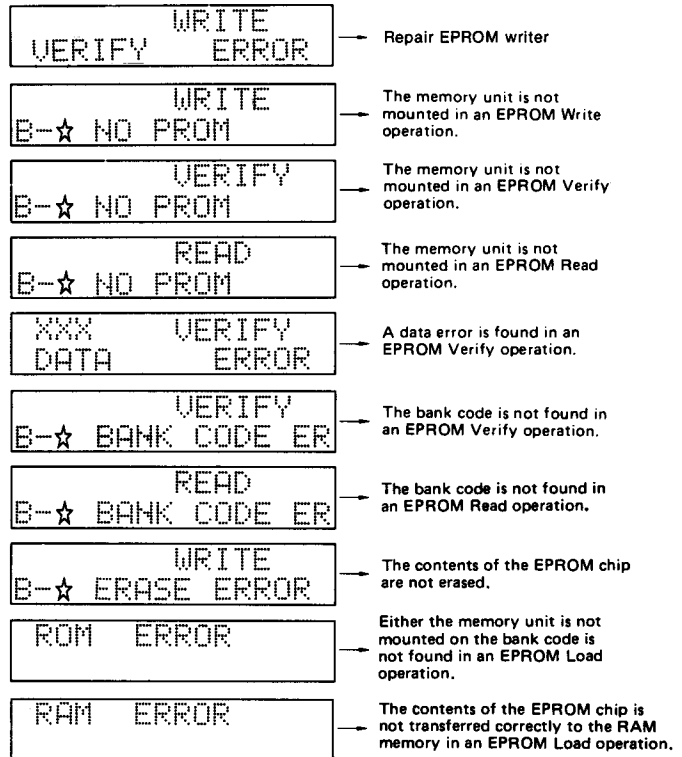 WRITE
VERIFY ERROR
→ Repair EPROM writer
WRITE
B-☆ NO PROM
→ The memory unit is not
mounted in an EPROM Write
operation.
VERIFY
B-☆ NO PROM
→ The memory unit is not
mounted in an EPROM Verify
operation.
READ
B-☆ NO PROM
→ The memory unit is not
mounted in an EPROM Read
operation.
XXX VERIFY
DATA ERROR
→ A data error is found in an
EPROM Verify operation.
VERIFY
B-☆ BANK CODE ER
→ The bank code is not found in
an EPROM Verify operation.
READ
B-☆ BANK CODE ER
→ The bank code is not found in
an EPROM Read operation.
WRITE
B-☆ ERASE ERROR
→ The contents of the EPROM chip
are not erased.
ROM ERROR
→ Either the memory unit is not
mounted on the bank code is
not found in an EPROM Load
operation.
RAM ERROR
→ The contents of the EPROM chip is
not transferred correctly to the RAM
memory in an EPROM Load operation.